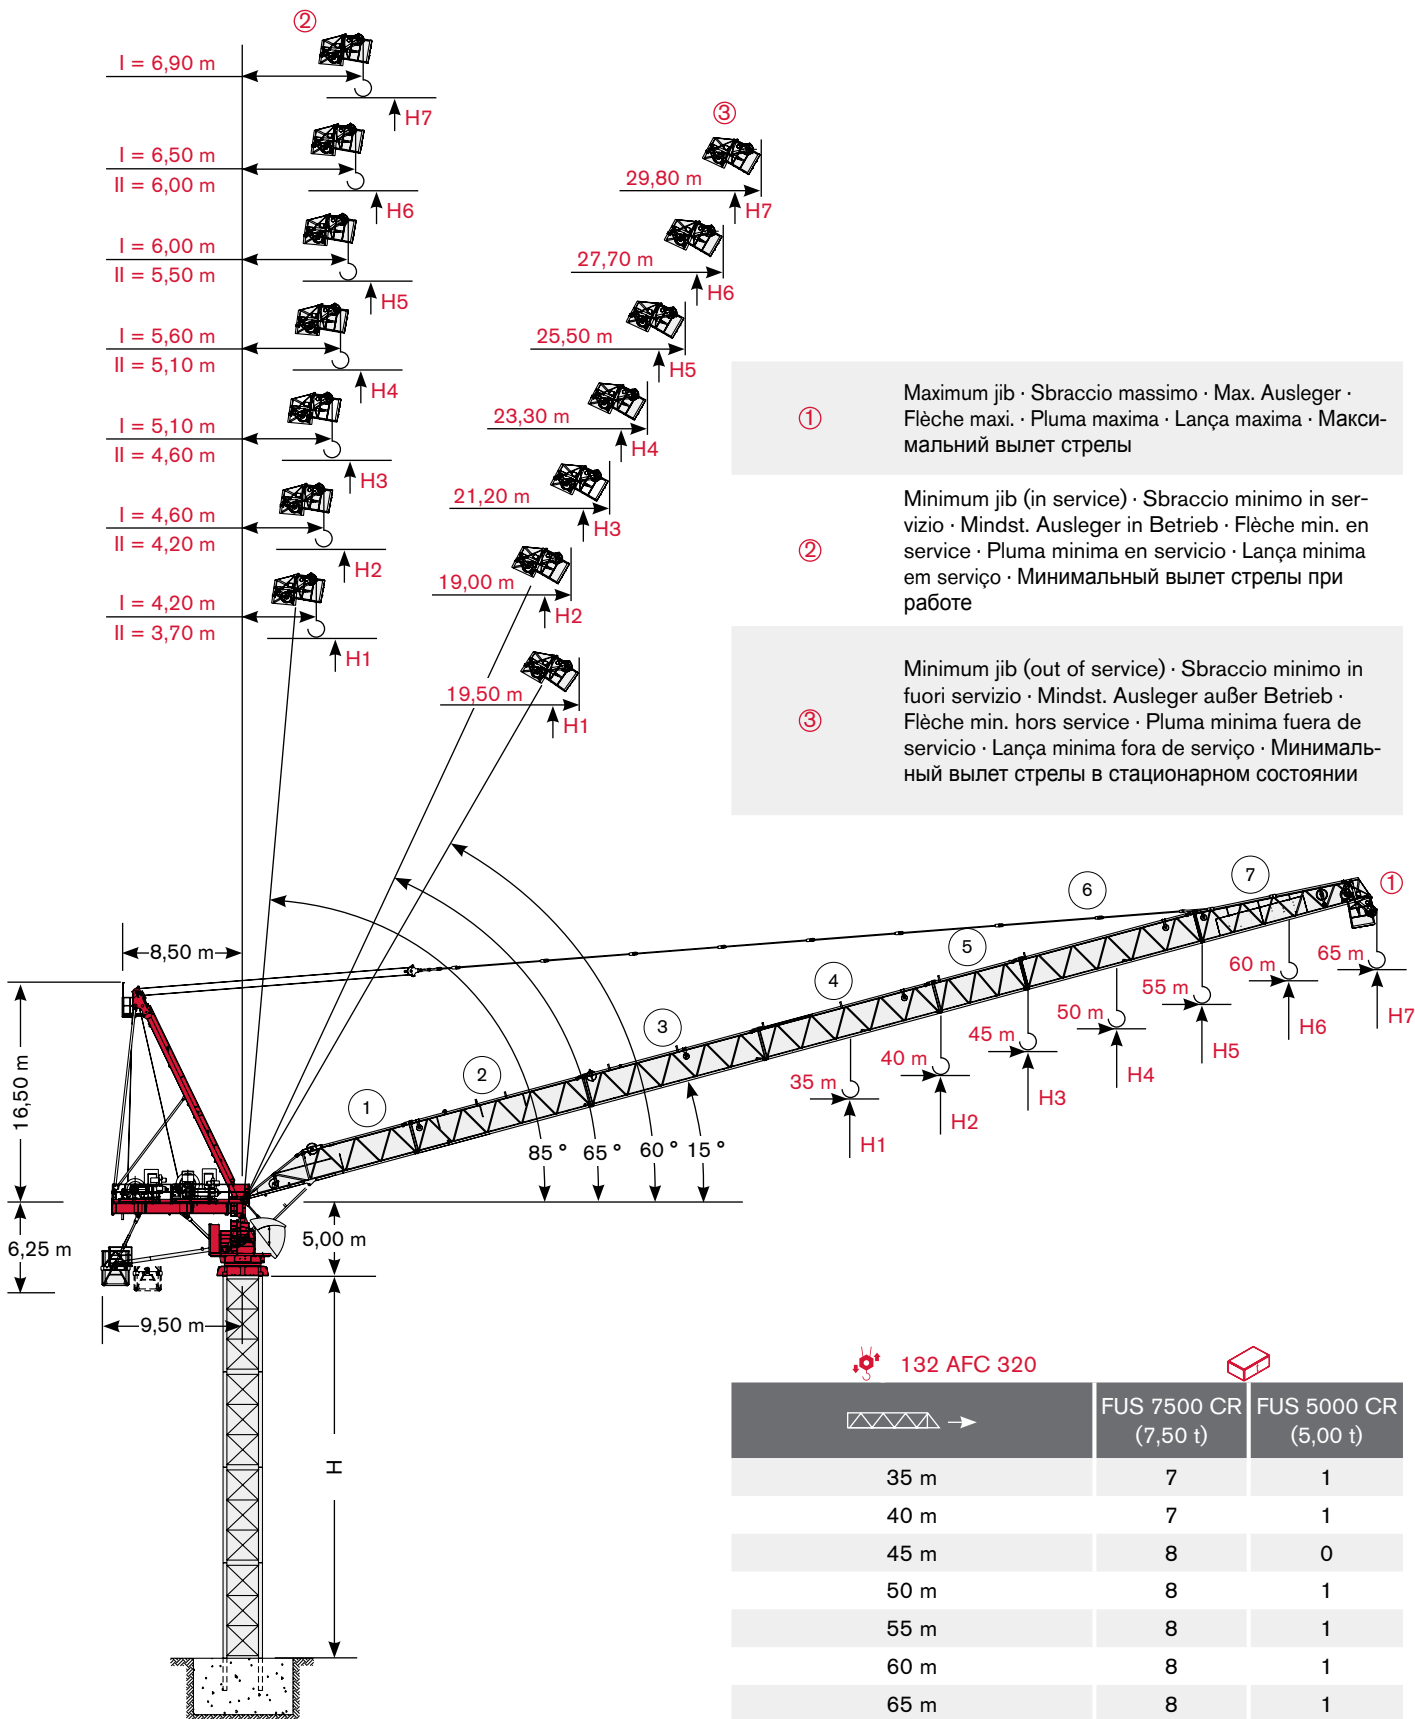 ②
I = 6,90 m
H7
I = 6,50 m
II = 6,00 m
H6
I = 6,00 m
II = 5,50 m
H5
I = 5,60 m
II = 5,10 m
H4
I = 5,10 m
II = 4,60 m
H3
I = 4,60 m
II = 4,20 m
H2
I = 4,20 m
II = 3,70 m
H1
③
29,80 m
H7
27,70 m
H6
25,50 m
H5
23,30 m
H4
21,20 m
H3
19,00 m
H2
19,50 m
H1
①
Maximum jib · Sbraccio massimo · Max. Ausleger ·
Flèche maxi. · Pluma maxima · Lança maxima · Макси-
мальний вылет стрелы
②
Minimum jib (in service) · Sbraccio minimo in ser-
vizio · Mindst. Ausleger in Betrieb · Flèche min. en
service · Pluma minima en servicio · Lança minima
em serviço · Минимальный вылет стрелы при
работе
③
Minimum jib (out of service) · Sbraccio minimo in
fuori servizio · Mindst. Ausleger außer Betrieb ·
Flèche min. hors service · Pluma minima fuera de
servicio · Lança minima fora de serviço · Минималь-
ный вылет стрелы в стационарном состоянии
1
2
3
4
5
6
7
①
8,50 m
16,50 m
6,25 m
9,50 m
5,00 m
H
85 °
65 °
60 °
15 °
35 m
H1
40 m
H2
45 m
H3
50 m
H4
55 m
H5
60 m
H6
65 m
H7
132 AFC 320
FUS 7500 CR (7,50 t)
FUS 5000 CR (5,00 t)
35 m 7 1
40 m 7 1
45 m 8 0
50 m 8 1
55 m 8 1
60 m 8 1
65 m 8 1